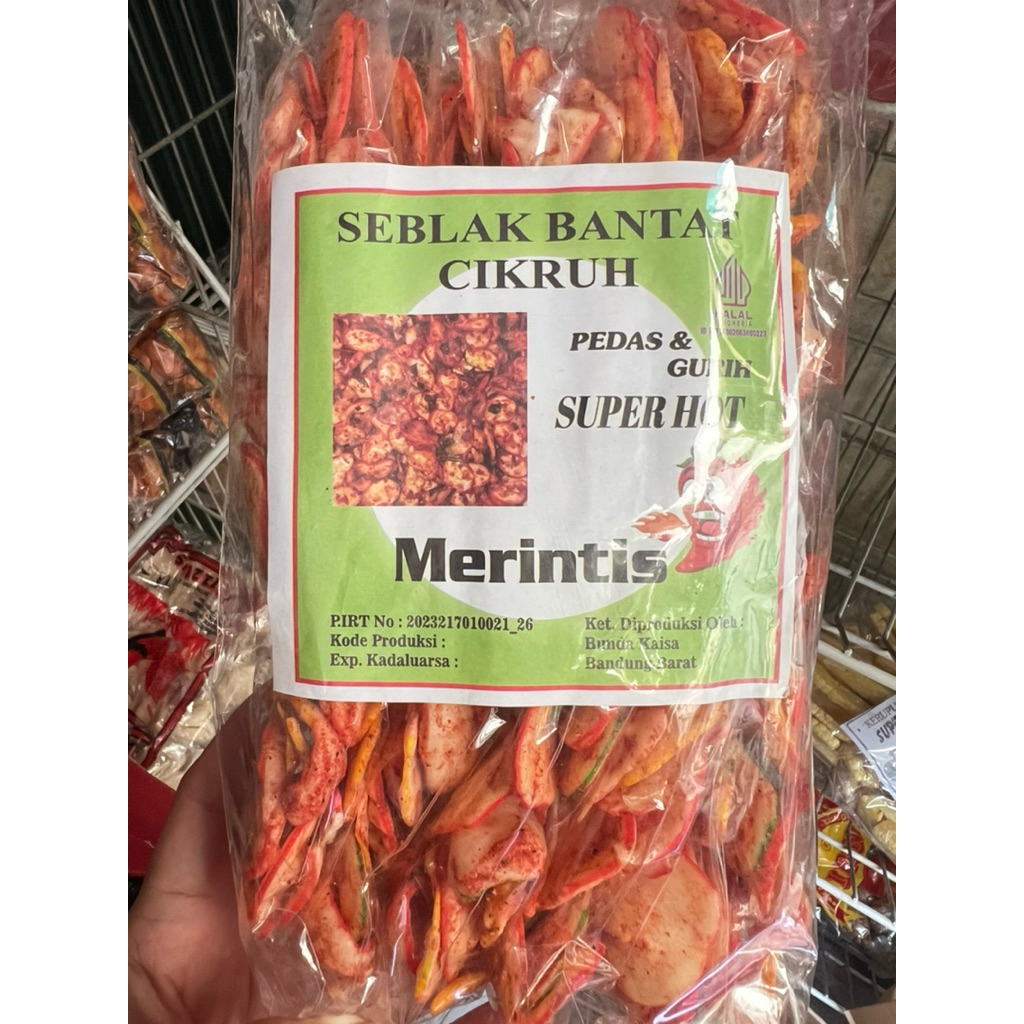 SEBLAK BANTAT
CIKRUH
HALAL
INDONESIA
PEDAS &
GURIH
SUPER HOT
Merintis
P.IRT No : 2023217010021_26
Kode Produksi :
Exp. Kadaluarsa :
Ket. Diproduksi Oleh :
Bunda Kaisa
Bandung Barat